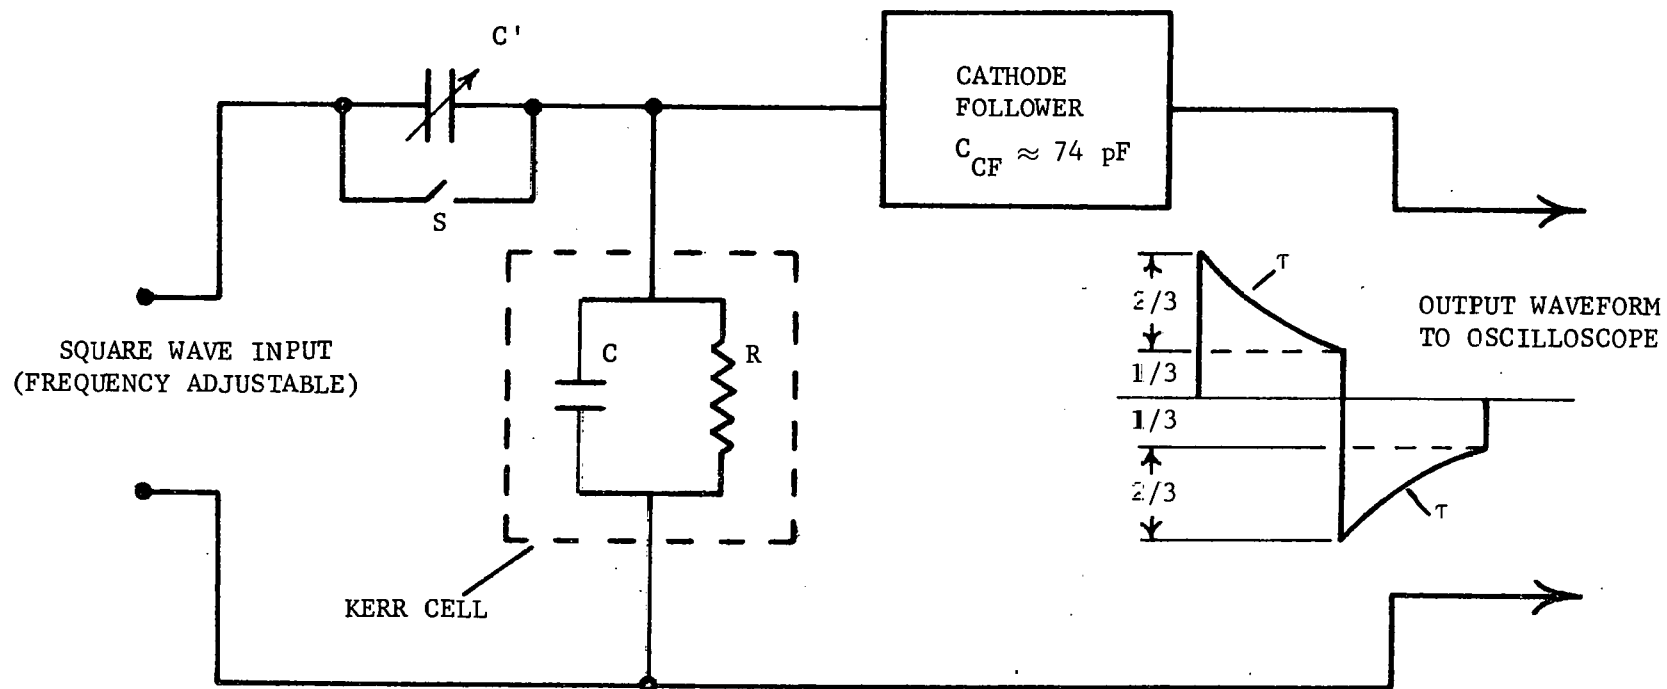 C'
CATHODE
FOLLOWER
C_CF ≈ 74 pF
S
SQUARE WAVE INPUT
(FREQUENCY ADJUSTABLE)
C
R
KERR CELL
τ
2/3
1/3
1/3
2/3
τ
OUTPUT WAVEFORM
TO OSCILLOSCOPE